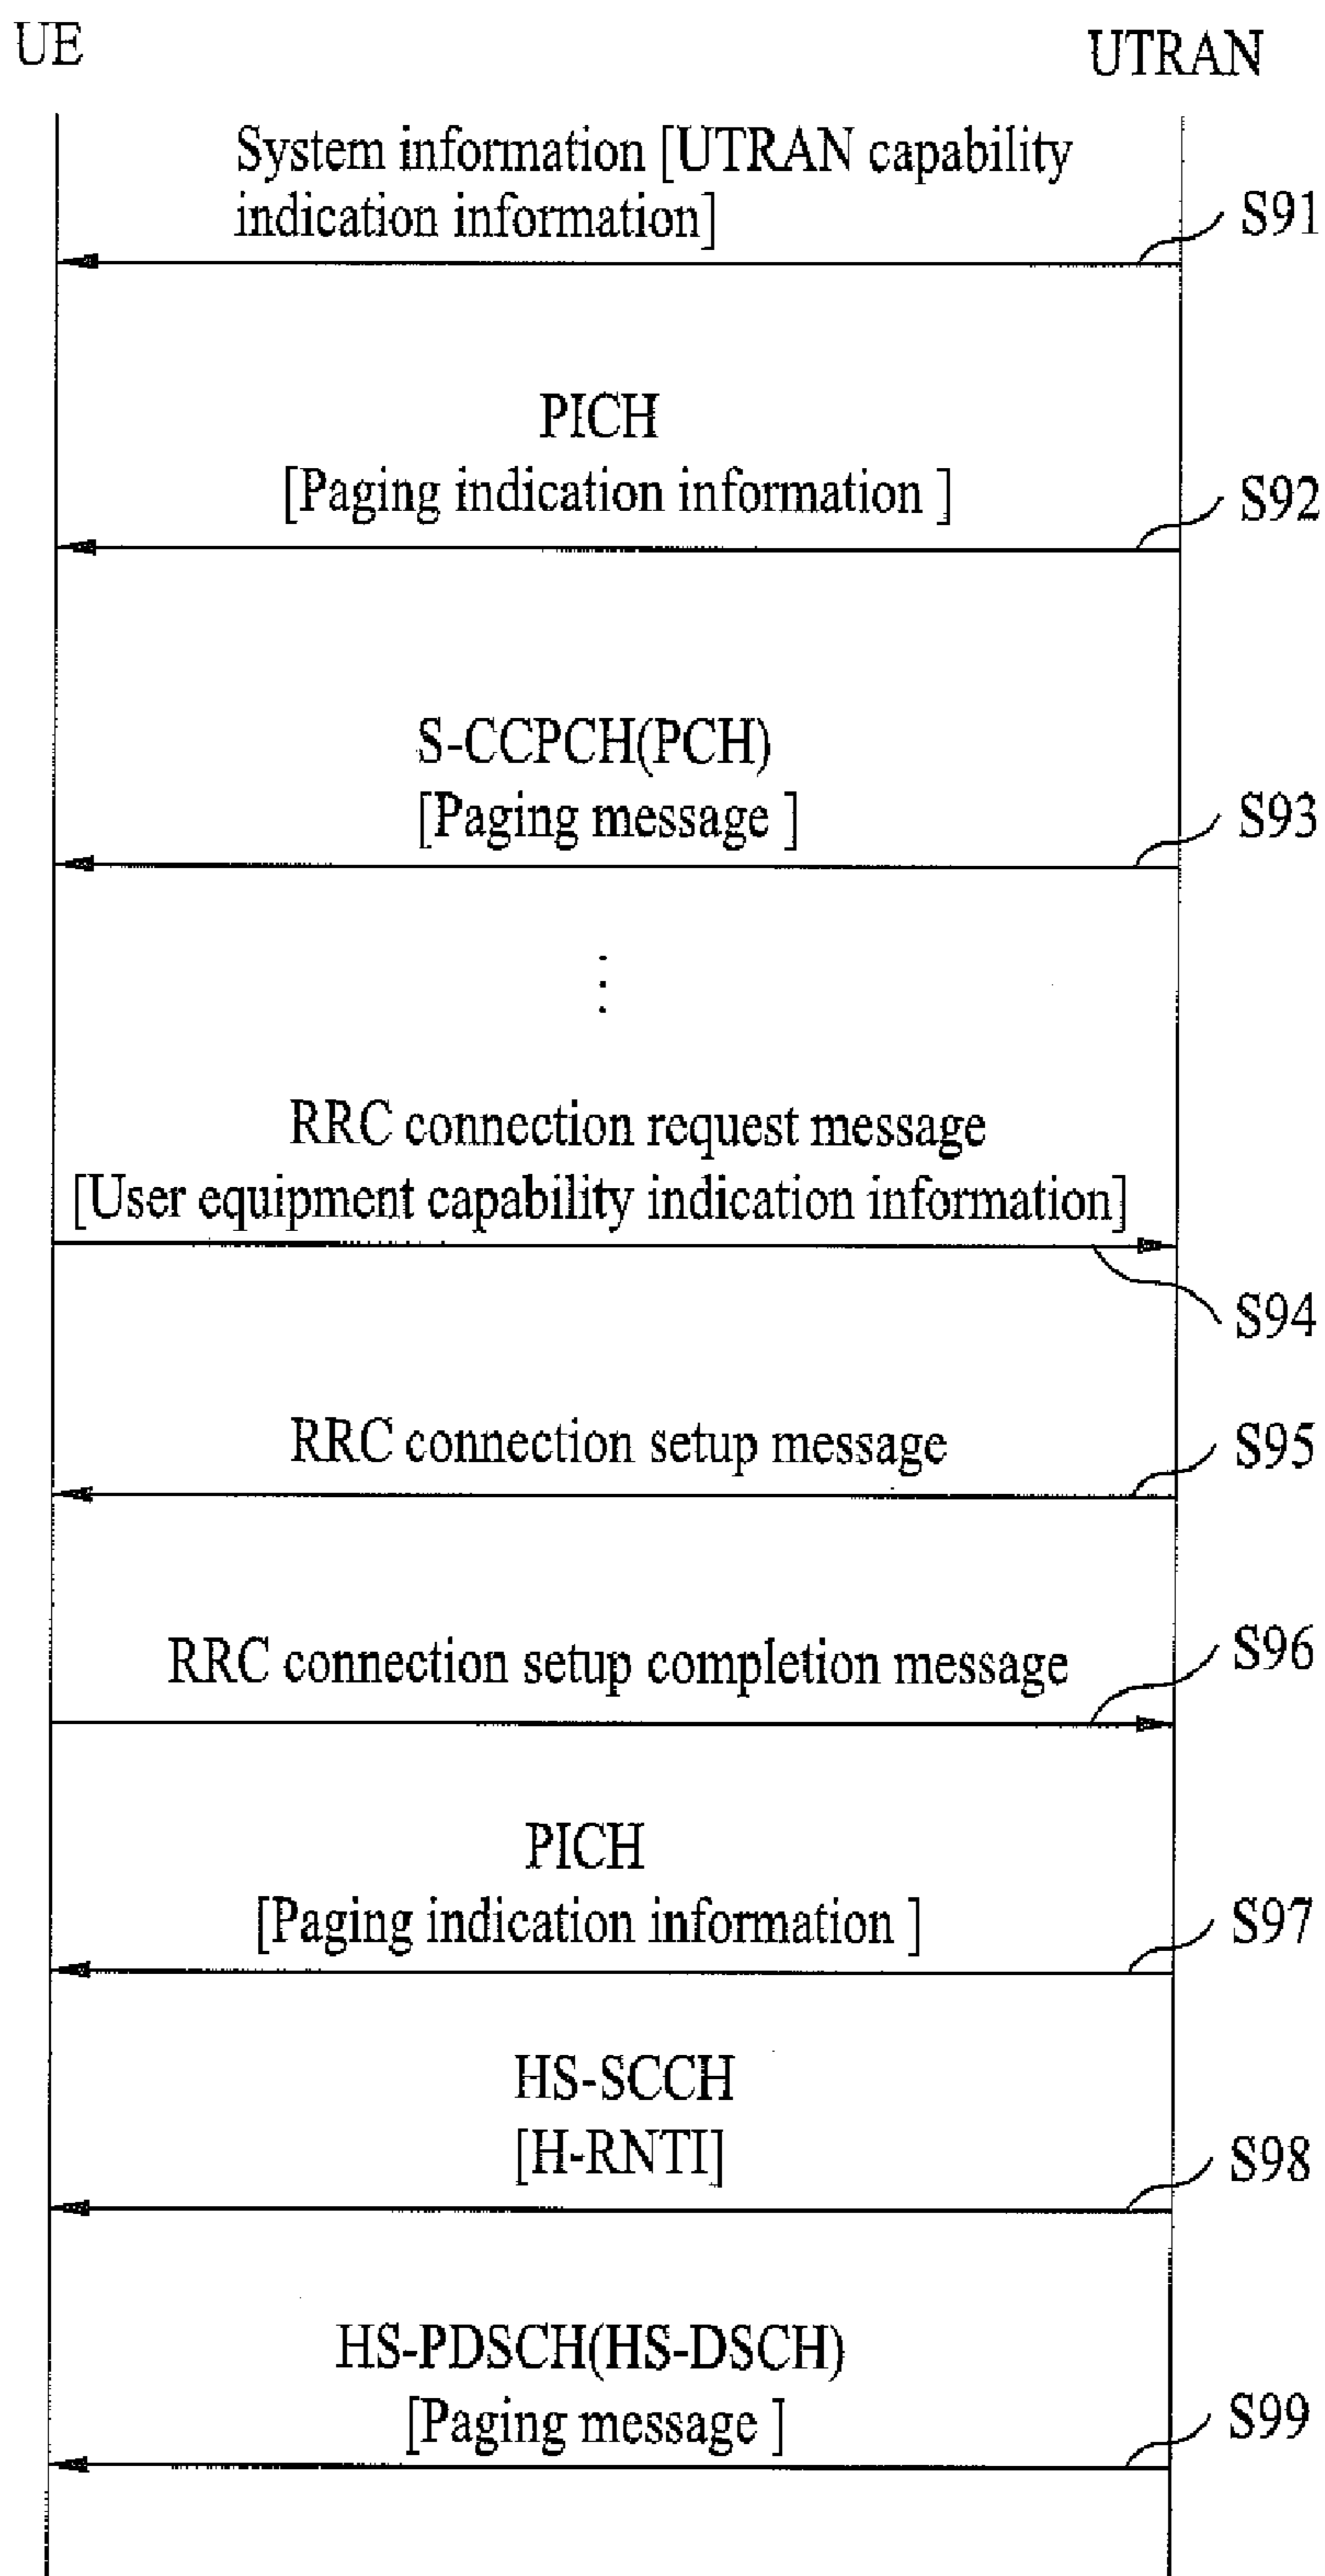 UE
UTRAN
System information [UTRAN capability
indication information]
S91
PICH
[Paging indication information ]
S92
S-CCPCH(PCH)
[Paging message ]
S93
RRC connection request message
[User equipment capability indication information]
S94
RRC connection setup message
S95
RRC connection setup completion message
S96
PICH
[Paging indication information ]
S97
HS-SCCH
[H-RNTI]
S98
HS-PDSCH(HS-DSCH)
[Paging message ]
S99